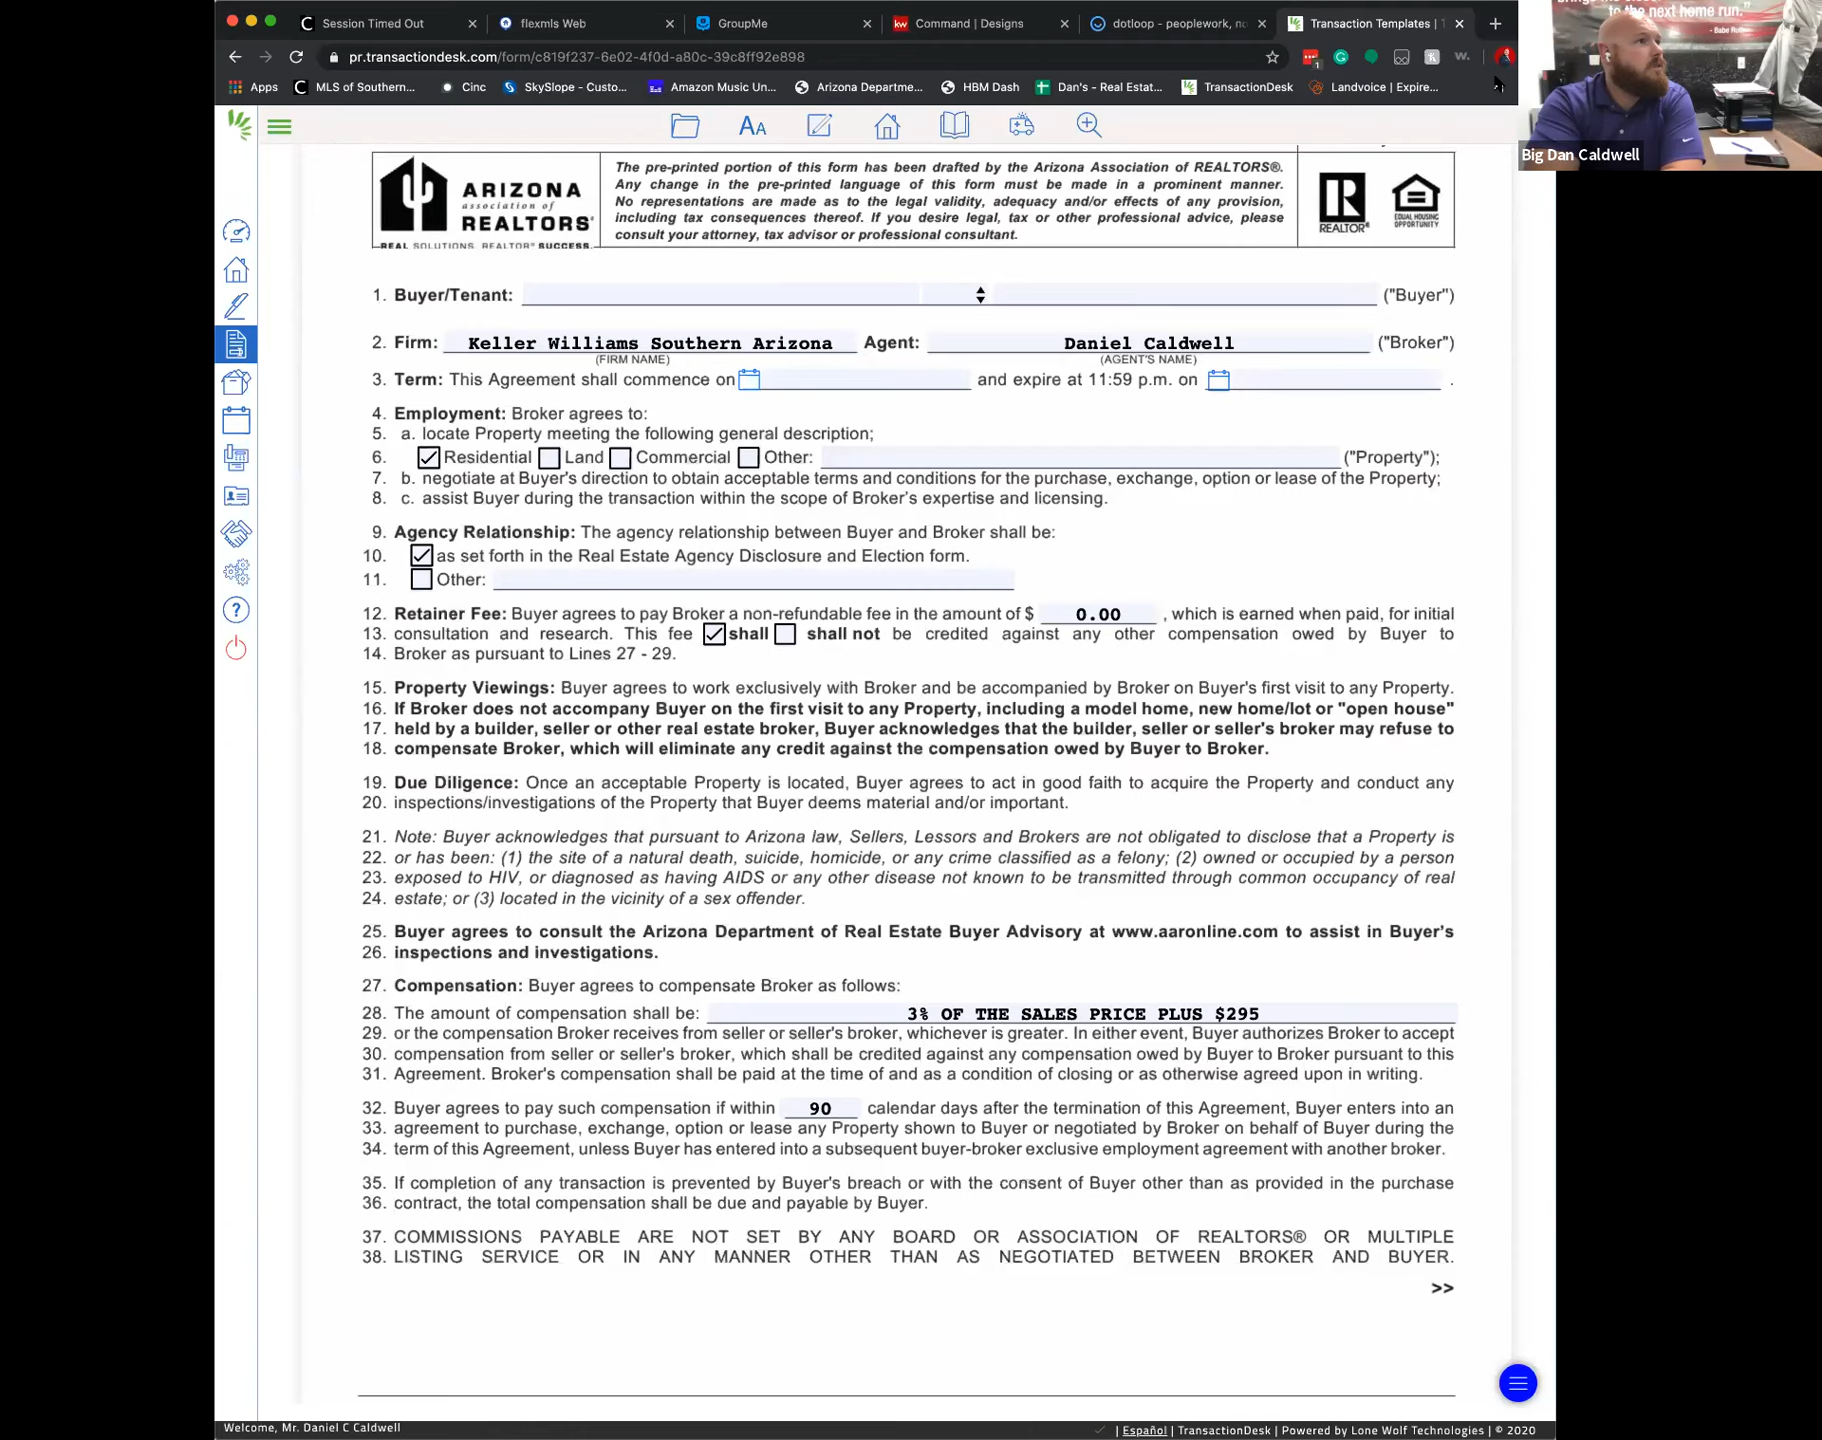 Session Timed Out
flexmls Web
GroupMe
Command | Designs
dotloop - peoplework, no
Transaction Templates | T
to the next home run."
- Babe Ruth
pr.transactiondesk.com/form/c819f237-6e02-4f0d-a80c-39c8ff92e898
Apps
MLS of Southern...
Cinc
SkySlope - Custo...
Amazon Music Un...
Arizona Departme...
HBM Dash
Dan's - Real Estat...
TransactionDesk
Landvoice | Expire...
Big Dan Caldwell
ARIZONA
association of
REALTORS®
REAL SOLUTIONS. REALTOR® SUCCESS.
The pre-printed portion of this form has been drafted by the Arizona Association of REALTORS®.
Any change in the pre-printed language of this form must be made in a prominent manner.
No representations are made as to the legal validity, adequacy and/or effects of any provision,
including tax consequences thereof. If you desire legal, tax or other professional advice, please
consult your attorney, tax advisor or professional consultant.
REALTOR®
EQUAL HOUSING
OPPORTUNITY
1. Buyer/Tenant: ("Buyer")
2. Firm: Keller Williams Southern Arizona Agent: Daniel Caldwell ("Broker")
(FIRM NAME) (AGENT'S NAME)
3. Term: This Agreement shall commence on and expire at 11:59 p.m. on .
4. Employment: Broker agrees to:
5. a. locate Property meeting the following general description;
6. Residential Land Commercial Other: ("Property");
7. b. negotiate at Buyer's direction to obtain acceptable terms and conditions for the purchase, exchange, option or lease of the Property;
8. c. assist Buyer during the transaction within the scope of Broker's expertise and licensing.
9. Agency Relationship: The agency relationship between Buyer and Broker shall be:
10. as set forth in the Real Estate Agency Disclosure and Election form.
11. Other:
12. Retainer Fee: Buyer agrees to pay Broker a non-refundable fee in the amount of $ 0.00 , which is earned when paid, for initial
13. consultation and research. This fee shall shall not be credited against any other compensation owed by Buyer to
14. Broker as pursuant to Lines 27 - 29.
15. Property Viewings: Buyer agrees to work exclusively with Broker and be accompanied by Broker on Buyer's first visit to any Property.
16. If Broker does not accompany Buyer on the first visit to any Property, including a model home, new home/lot or "open house"
17. held by a builder, seller or other real estate broker, Buyer acknowledges that the builder, seller or seller's broker may refuse to
18. compensate Broker, which will eliminate any credit against the compensation owed by Buyer to Broker.
19. Due Diligence: Once an acceptable Property is located, Buyer agrees to act in good faith to acquire the Property and conduct any
20. inspections/investigations of the Property that Buyer deems material and/or important.
21. Note: Buyer acknowledges that pursuant to Arizona law, Sellers, Lessors and Brokers are not obligated to disclose that a Property is
22. or has been: (1) the site of a natural death, suicide, homicide, or any crime classified as a felony; (2) owned or occupied by a person
23. exposed to HIV, or diagnosed as having AIDS or any other disease not known to be transmitted through common occupancy of real
24. estate; or (3) located in the vicinity of a sex offender.
25. Buyer agrees to consult the Arizona Department of Real Estate Buyer Advisory at www.aaronline.com to assist in Buyer's
26. inspections and investigations.
27. Compensation: Buyer agrees to compensate Broker as follows:
28. The amount of compensation shall be: 3% OF THE SALES PRICE PLUS $295
29. or the compensation Broker receives from seller or seller's broker, whichever is greater. In either event, Buyer authorizes Broker to accept
30. compensation from seller or seller's broker, which shall be credited against any compensation owed by Buyer to Broker pursuant to this
31. Agreement. Broker's compensation shall be paid at the time of and as a condition of closing or as otherwise agreed upon in writing.
32. Buyer agrees to pay such compensation if within 90 calendar days after the termination of this Agreement, Buyer enters into an
33. agreement to purchase, exchange, option or lease any Property shown to Buyer or negotiated by Broker on behalf of Buyer during the
34. term of this Agreement, unless Buyer has entered into a subsequent buyer-broker exclusive employment agreement with another broker.
35. If completion of any transaction is prevented by Buyer's breach or with the consent of Buyer other than as provided in the purchase
36. contract, the total compensation shall be due and payable by Buyer.
37. COMMISSIONS PAYABLE ARE NOT SET BY ANY BOARD OR ASSOCIATION OF REALTORS® OR MULTIPLE
38. LISTING SERVICE OR IN ANY MANNER OTHER THAN AS NEGOTIATED BETWEEN BROKER AND BUYER.
>>
Welcome, Mr. Daniel C Caldwell
| Español | TransactionDesk | Powered by Lone Wolf Technologies | © 2020